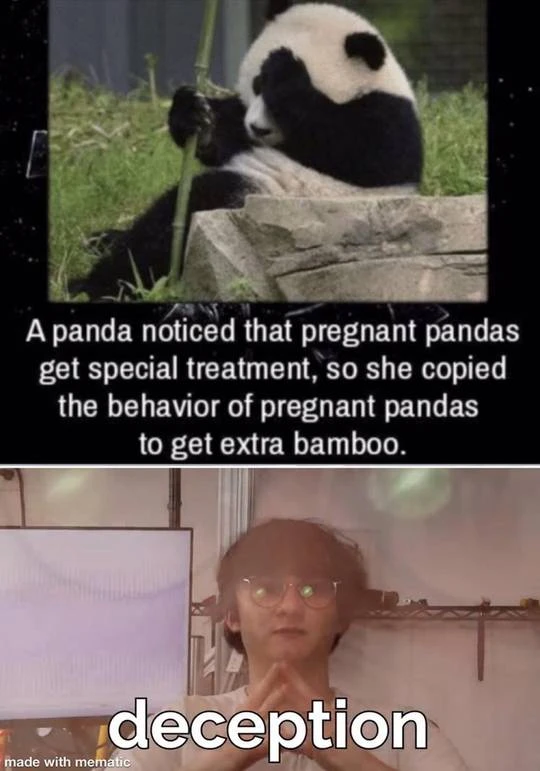 A panda noticed that pregnant pandas
get special treatment, so she copied
the behavior of pregnant pandas
to get extra bamboo.
deception
made with mematic